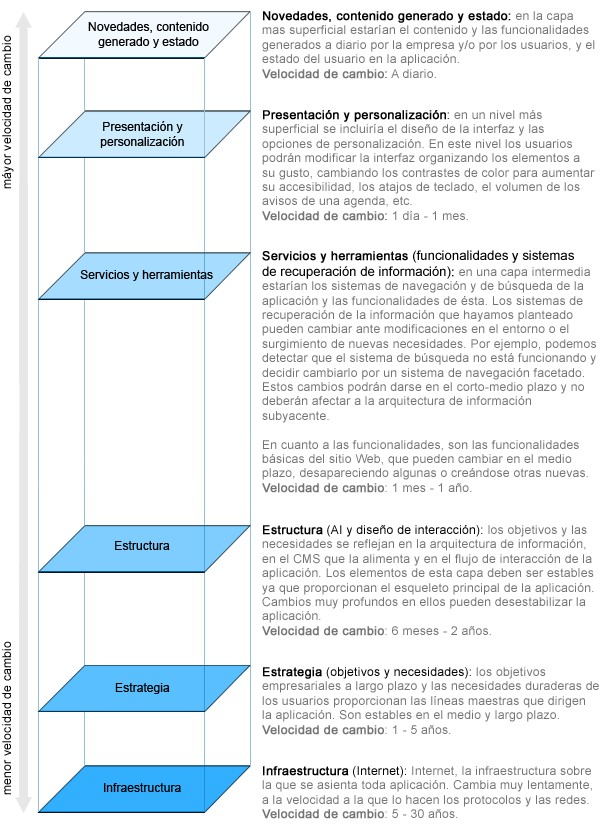 máyor velocidad de cambio
menor velocidad de cambio
Novedades, contenido
generado y estado
Novedades, contenido generado y estado: en la capa
mas superficial estarían el contenido y las funcionalidades
generados a diario por la empresa y/o por los usuarios, y el
estado del usuario en la aplicación.
Velocidad de cambio: A diario.
Presentación y
personalización
Presentación y personalización: en un nivel más
superficial se incluiría el diseño de la interfaz y las
opciones de personalización. En este nivel los usuarios
podrán modificar la interfaz organizando los elementos a
su gusto, cambiando los contrastes de color para aumentar
su accesibilidad, los atajos de teclado, el volumen de los
avisos de una agenda, etc.
Velocidad de cambio: 1 día - 1 mes.
Servicios y herramientas
Servicios y herramientas (funcionalidades y sistemas
de recuperación de información): en una capa intermedia
estarían los sistemas de navegación y de búsqueda de la
aplicación y las funcionalidades de ésta. Los sistemas de
recuperación de la información que hayamos planteado
pueden cambiar ante modificaciones en el entorno o el
surgimiento de nuevas necesidades. Por ejemplo, podemos
detectar que el sistema de búsqueda no está funcionando y
decidir cambiarlo por un sistema de navegación facetado.
Estos cambios podrán darse en el corto-medio plazo y no
deberán afectar a la arquitectura de información
subyacente.
En cuanto a las funcionalidades, son las funcionalidades
básicas del sitio Web, que pueden cambiar en el medio
plazo, desapareciendo algunas o creándose otras nuevas.
Velocidad de cambio: 1 mes - 1 año.
Estructura
Estructura (AI y diseño de interacción): los objetivos y las
necesidades se reflejan en la arquitectura de información,
en el CMS que la alimenta y en el flujo de interacción de la
aplicación. Los elementos de esta capa deben ser estables
ya que proporcionan el esqueleto principal de la aplicación.
Cambios muy profundos en ellos pueden desestabilizar la
aplicación.
Velocidad de cambio: 6 meses - 2 años.
Estrategia
Estrategia (objetivos y necesidades): los objetivos
empresariales a largo plazo y las necesidades duraderas de
los usuarios proporcionan las líneas maestras que dirigen
la aplicación. Son estables en el medio y largo plazo.
Velocidad de cambio: 1 - 5 años.
Infraestructura
Infraestructura (Internet): Internet, la infraestructura sobre
la que se asienta toda aplicación. Cambia muy lentamente,
a la velocidad a la que lo hacen los protocolos y las redes.
Velocidad de cambio: 5 - 30 años.